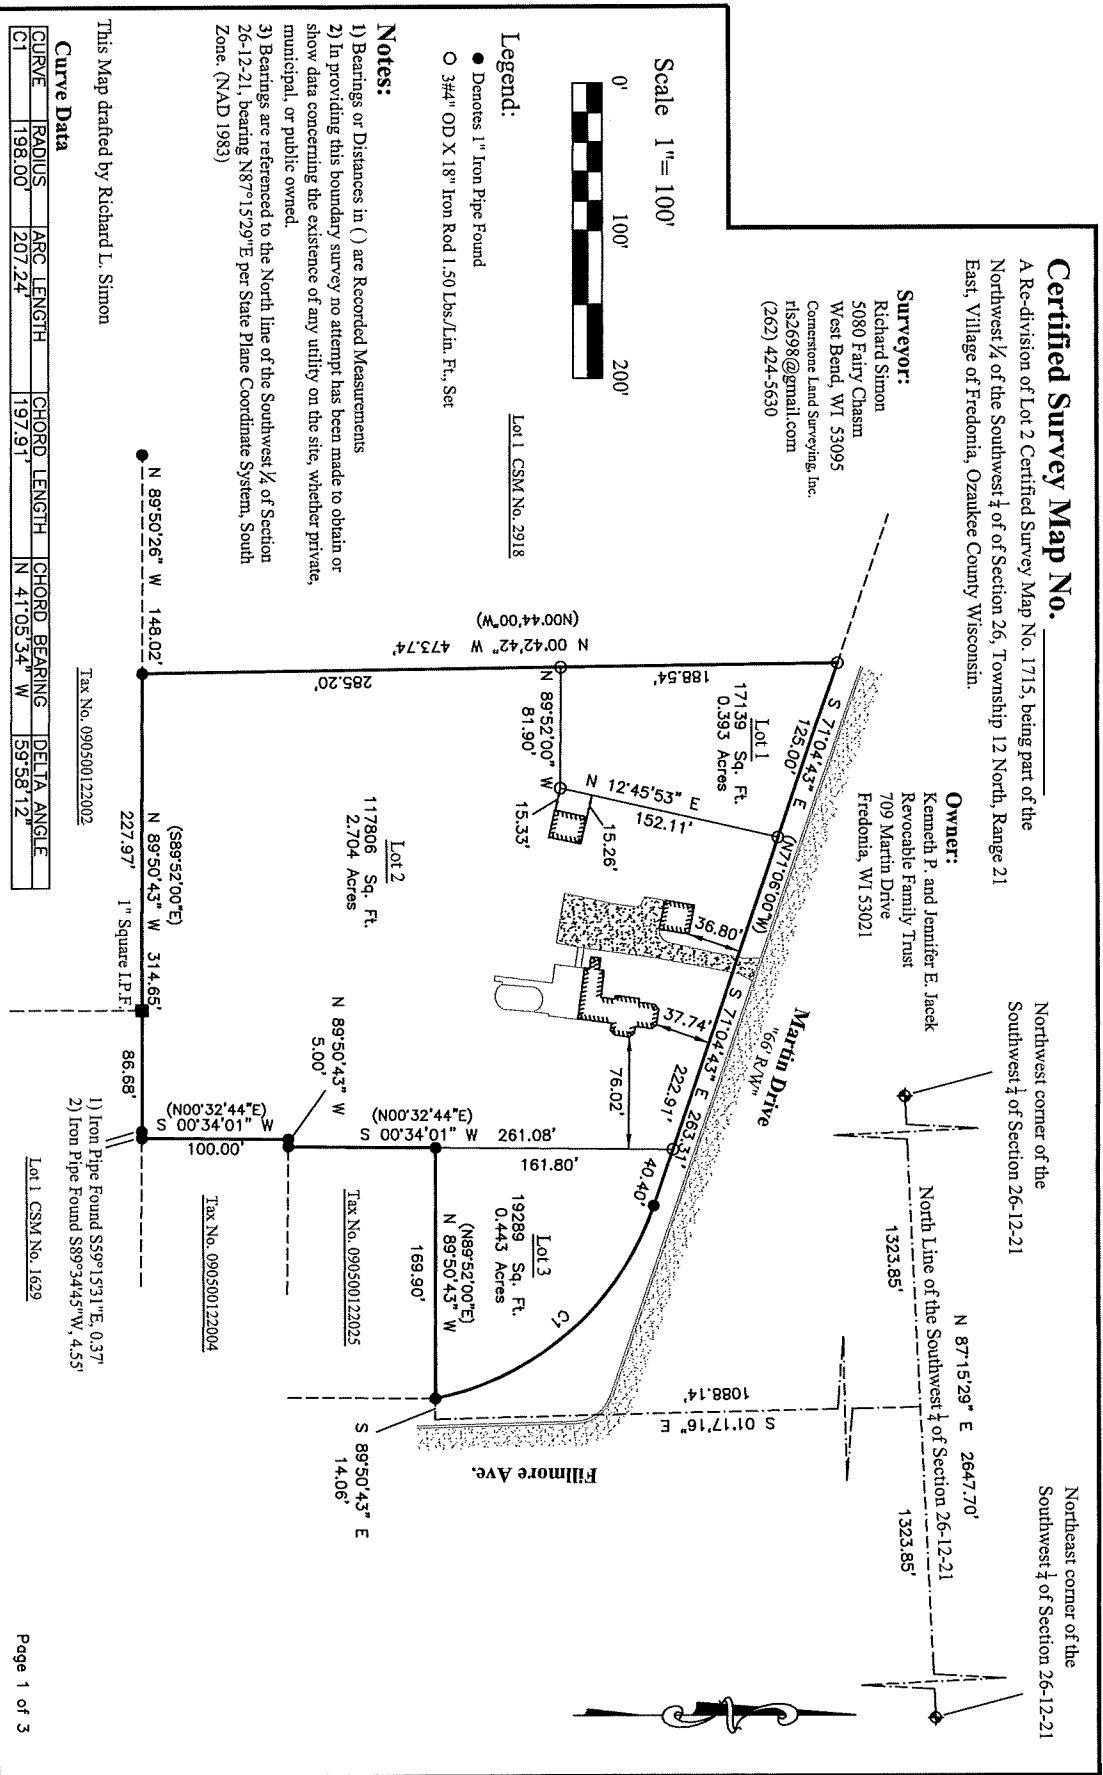 Certified Survey Map No.
A Re-division of Lot 2 Certified Survey Map No. 1715, being part of the
Northwest ¼ of the Southwest ¼ of of Section 26, Township 12 North, Range 21
East, Village of Fredonia, Ozaukee County Wisconsin.
Surveyor:
Richard Simon
5080 Fairy Chasm
West Bend, WI 53095
Cornerstone Land Surveying, Inc.
rls2698@gmail.com
(262) 424-5630
Owner:
Kenneth P. and Jennifer E. Jacek
Revocable Family Trust
709 Martin Drive
Fredonia, WI 53021
Northwest corner of the
Southwest ¼ of Section 26-12-21
Northeast corner of the
Southwest ¼ of Section 26-12-21
N 87°15'29" E 2647.70'
North Line of the Southwest ¼ of Section 26-12-21
1323.85'
1323.85'
Scale 1"= 100'
0'
100'
200'
Legend:
Denotes 1" Iron Pipe Found
3#4" OD X 18" Iron Rod 1.50 Lbs./Lin. Ft., Set
Lot 1 CSM No. 2918
Notes:
1) Bearings or Distances in ( ) are Recorded Measurements
2) In providing this boundary survey no attempt has been made to obtain or
show data concerning the existence of any utility on the site, whether private,
municipal, or public owned.
3) Bearings are referenced to the North line of the Southwest ¼ of Section
26-12-21, bearing N87°15'29"E per State Plane Coordinate System, South
Zone. (NAD 1983)
S 71°04'43" E
125.00'
(N71°06'00"W)
S 71°04'43" E 263.31'
222.91'
40.40'
Martin Drive
"66' R/W"
Lot 1
17139 Sq. Ft.
0.393 Acres
188.54'
N 00°42'42" W 473.74'
(N00°44'00"W)
285.20'
N 89°52'00" W
81.90'
N 12°45'53" E
152.11'
15.26'
15.33'
36.80'
37.74'
76.02'
Lot 2
117806 Sq. Ft.
2.704 Acres
Lot 3
19289 Sq. Ft.
0.443 Acres
C1
(N89°52'00"E)
N 89°50'43" W
169.90'
261.08'
161.80'
(N00°32'44"E)
S 00°34'01" W
N 89°50'43" W
5.00'
(N00°32'44"E)
S 00°34'01" W
100.00'
1088.14'
S 01°17'16" E
Fillmore Ave.
S 89°50'43" E
14.06'
Tax No. 090500122025
Tax No. 090500122004
N 89°50'26" W 148.02'
(S89°52'00"E)
N 89°50'43" W 314.65'
227.97'
1" Square I.P.F.
86.68'
1) Iron Pipe Found S59°15'31"E, 0.37'
2) Iron Pipe Found S89°34'45"W, 4.55'
Lot 1 CSM No. 1629
Tax No. 090500122002
This Map drafted by Richard L. Simon
Curve Data
CURVE RADIUS ARC LENGTH CHORD LENGTH CHORD BEARING DELTA ANGLE
C1 198.00' 207.24' 197.91' N 41°05'34" W 59°58'12"
Page 1 of 3